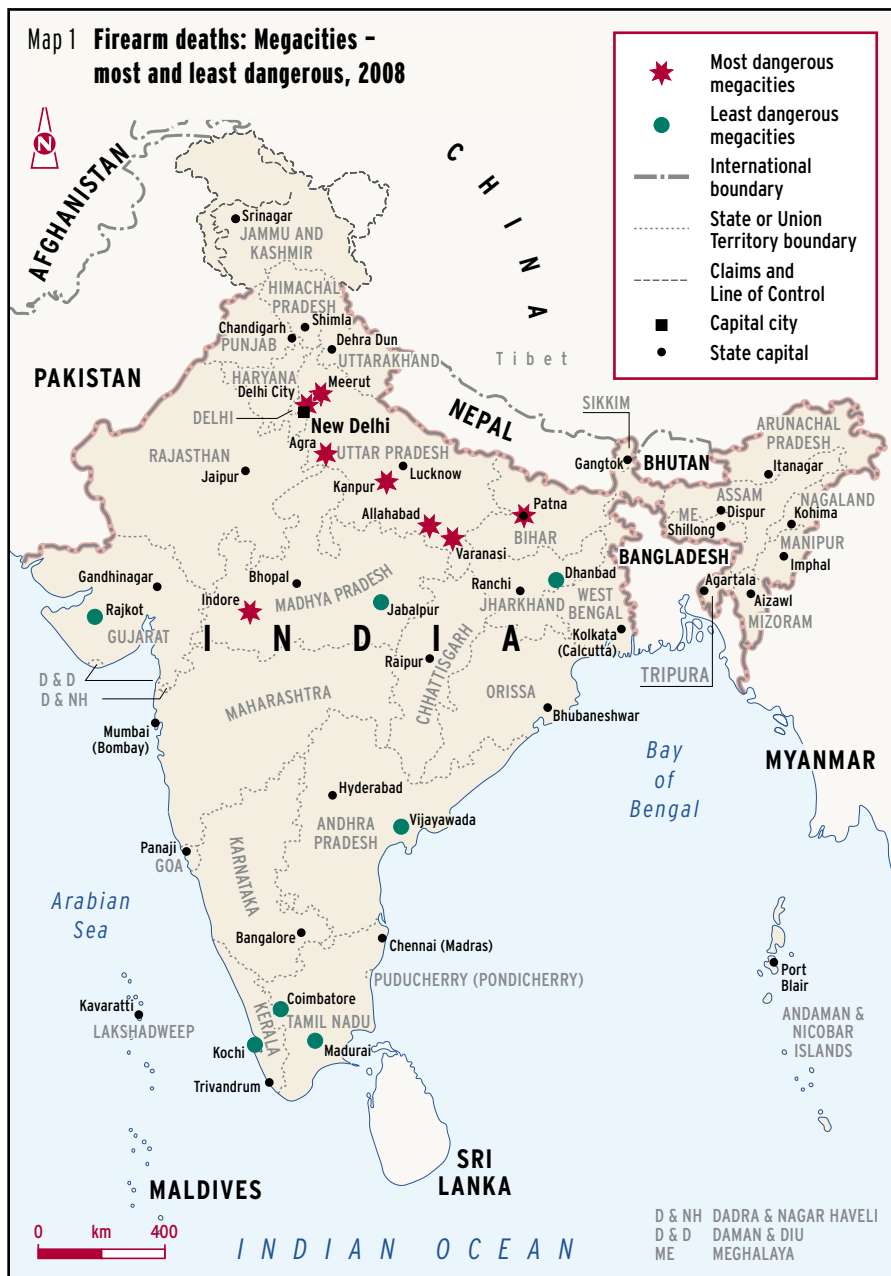 Map 1 Firearm deaths: Megacities –
most and least dangerous, 2008
Most dangerous
megacities
Least dangerous
megacities
International
boundary
State or Union
Territory boundary
Claims and
Line of Control
Capital city
State capital
N
AFGHANISTAN
CHINA
Srinagar
JAMMU AND
KASHMIR
HIMACHAL
PRADESH
Shimla
Chandigarh
PUNJAB
Dehra Dun
UTTARAKHAND
Tibet
PAKISTAN
HARYANA
Meerut
Delhi City
DELHI
New Delhi
NEPAL
SIKKIM
ARUNACHAL
PRADESH
Agra
UTTAR PRADESH
RAJASTHAN
Jaipur
Lucknow
Kanpur
Gangtok
BHUTAN
Itanagar
ASSAM
Dispur
NAGALAND
Kohima
ME
Shillong
Allahabad
Patna
BIHAR
Varanasi
MANIPUR
Imphal
BANGLADESH
Gandhinagar
Bhopal
MADHYA PRADESH
Indore
Jabalpur
Ranchi
JHARKHAND
Dhanbad
WEST
BENGAL
Agartala
Aizawl
MIZORAM
Rajkot
GUJARAT
INDIA
Kolkata
(Calcutta)
TRIPURA
D & D
D & NH
Raipur
CHHATTISGARH
MAHARASHTRA
ORISSA
Bhubaneshwar
Mumbai
(Bombay)
Bay
of
Bengal
MYANMAR
Hyderabad
ANDHRA
PRADESH
Vijayawada
Panaji
GOA
KARNATAKA
Arabian
Sea
Bangalore
Chennai (Madras)
PUDUCHERRY (PONDICHERRY)
Port
Blair
ANDAMAN &
NICOBAR
ISLANDS
Kavaratti
LAKSHADWEEP
Coimbatore
TAMIL NADU
KERALA
Kochi
Madurai
Trivandrum
SRI
LANKA
MALDIVES
0 km 400
INDIAN OCEAN
D & NH DADRA & NAGAR HAVELI
D & D DAMAN & DIU
ME MEGHALAYA